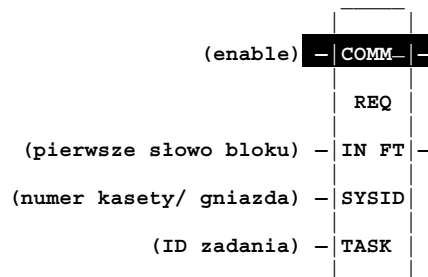 (enable) COMM
REQ
(pierwsze słowo bloku) IN FT
(numer kasety/ gniazda) SYSID
(ID zadania) TASK